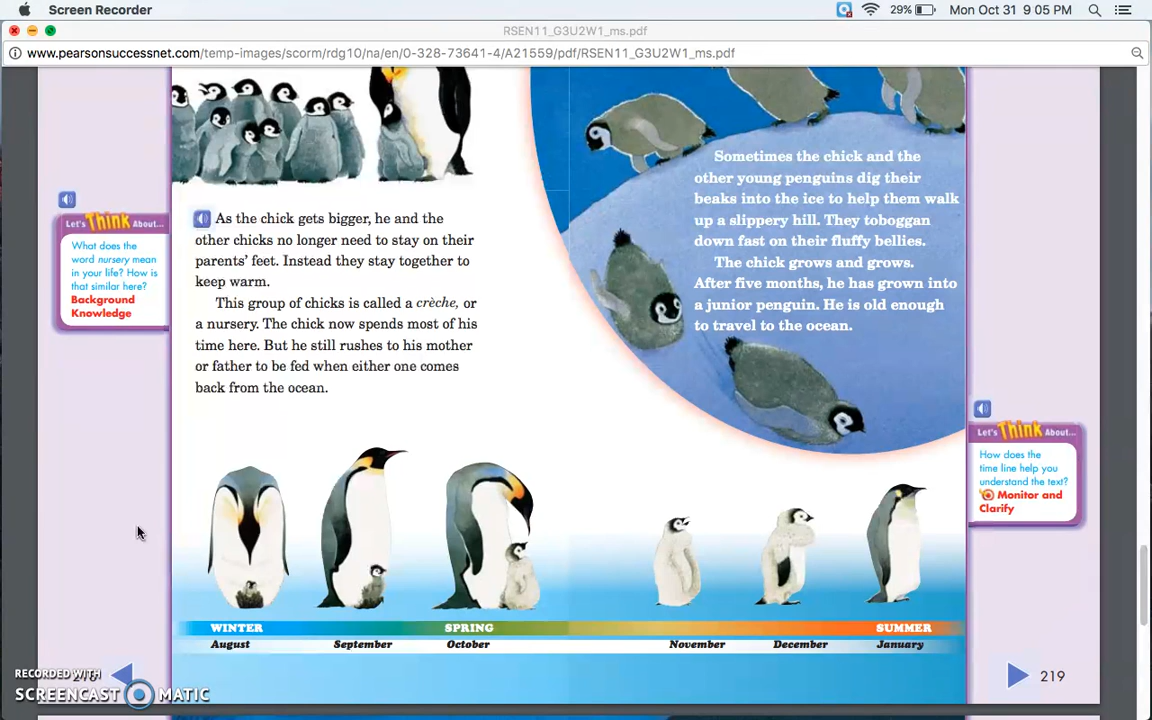 Screen Recorder
29%
Mon Oct 31 9:05 PM
RSEN11_G3U2W1_ms.pdf
www.pearsonsuccessnet.com/temp-images/scorm/rdg10/na/en/0-328-73641-4/A21559/pdf/RSEN11_G3U2W1_ms.pdf
Let's Think About...
What does the
word nursery mean
in your life? How is
that similar here?
Background
Knowledge
As the chick gets bigger, he and the
other chicks no longer need to stay on their
parents' feet. Instead they stay together to
keep warm.
This group of chicks is called a crèche, or
a nursery. The chick now spends most of his
time here. But he still rushes to his mother
or father to be fed when either one comes
back from the ocean.
Sometimes the chick and the
other young penguins dig their
beaks into the ice to help them walk
up a slippery hill. They toboggan
down fast on their fluffy bellies.
The chick grows and grows.
After five months, he has grown into
a junior penguin. He is old enough
to travel to the ocean.
Let's Think About...
How does the
time line help you
understand the text?
Monitor and
Clarify
WINTER SPRING SUMMER
August September October November December January
219
RECORDED WITH
SCREENCAST MATIC